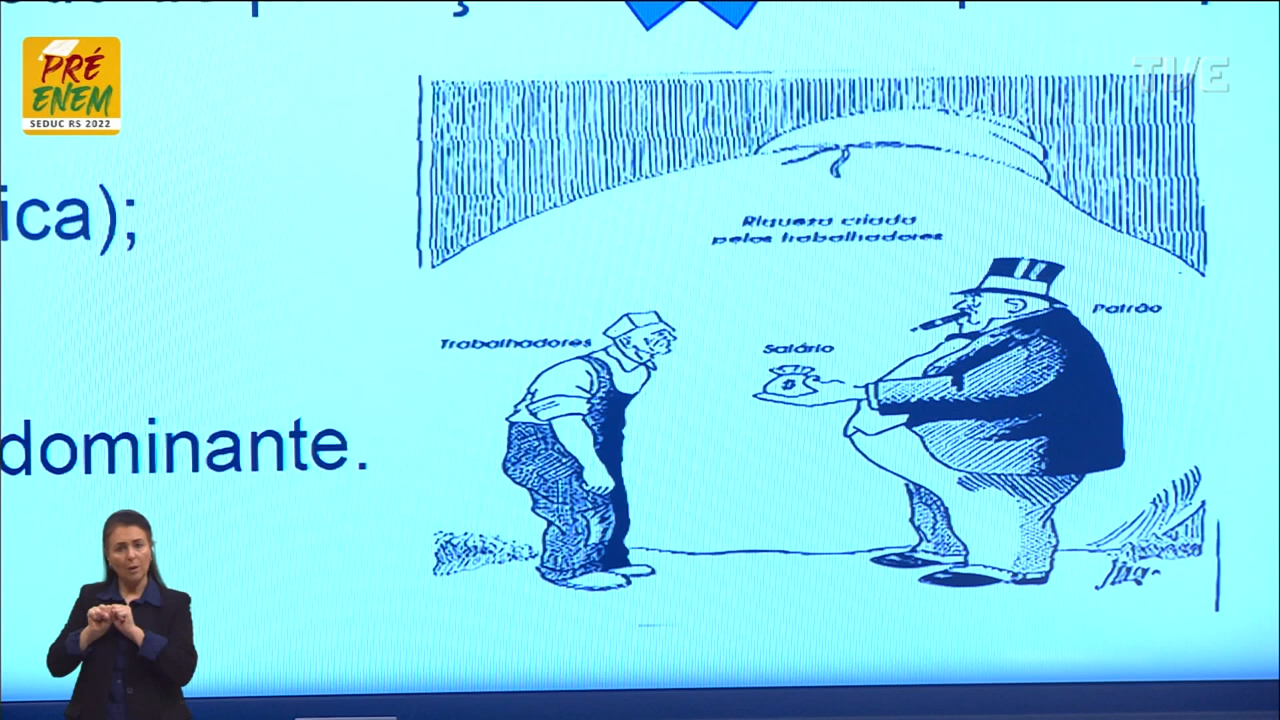 PRÉ
ENEM
SEDUC RS 2022
TVE
ica);
dominante.
Riqueza criada
pelos trabalhadores
Trabalhadores
Salário
Patrão
$